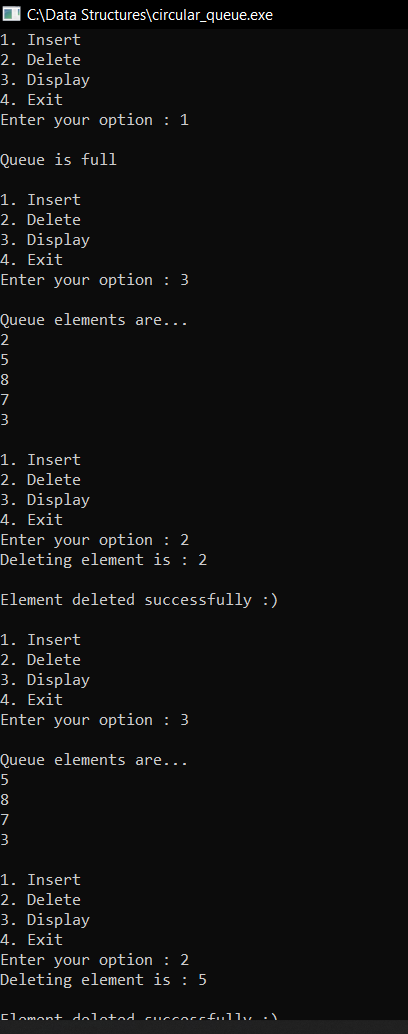 C:\Data Structures\circular_queue.exe
1. Insert
2. Delete
3. Display
4. Exit
Enter your option : 1
Queue is full
1. Insert
2. Delete
3. Display
4. Exit
Enter your option : 3
Queue elements are...
2
5
8
7
3
1. Insert
2. Delete
3. Display
4. Exit
Enter your option : 2
Deleting element is : 2
Element deleted successfully :)
1. Insert
2. Delete
3. Display
4. Exit
Enter your option : 3
Queue elements are...
5
8
7
3
1. Insert
2. Delete
3. Display
4. Exit
Enter your option : 2
Deleting element is : 5
Element deleted successfully :)